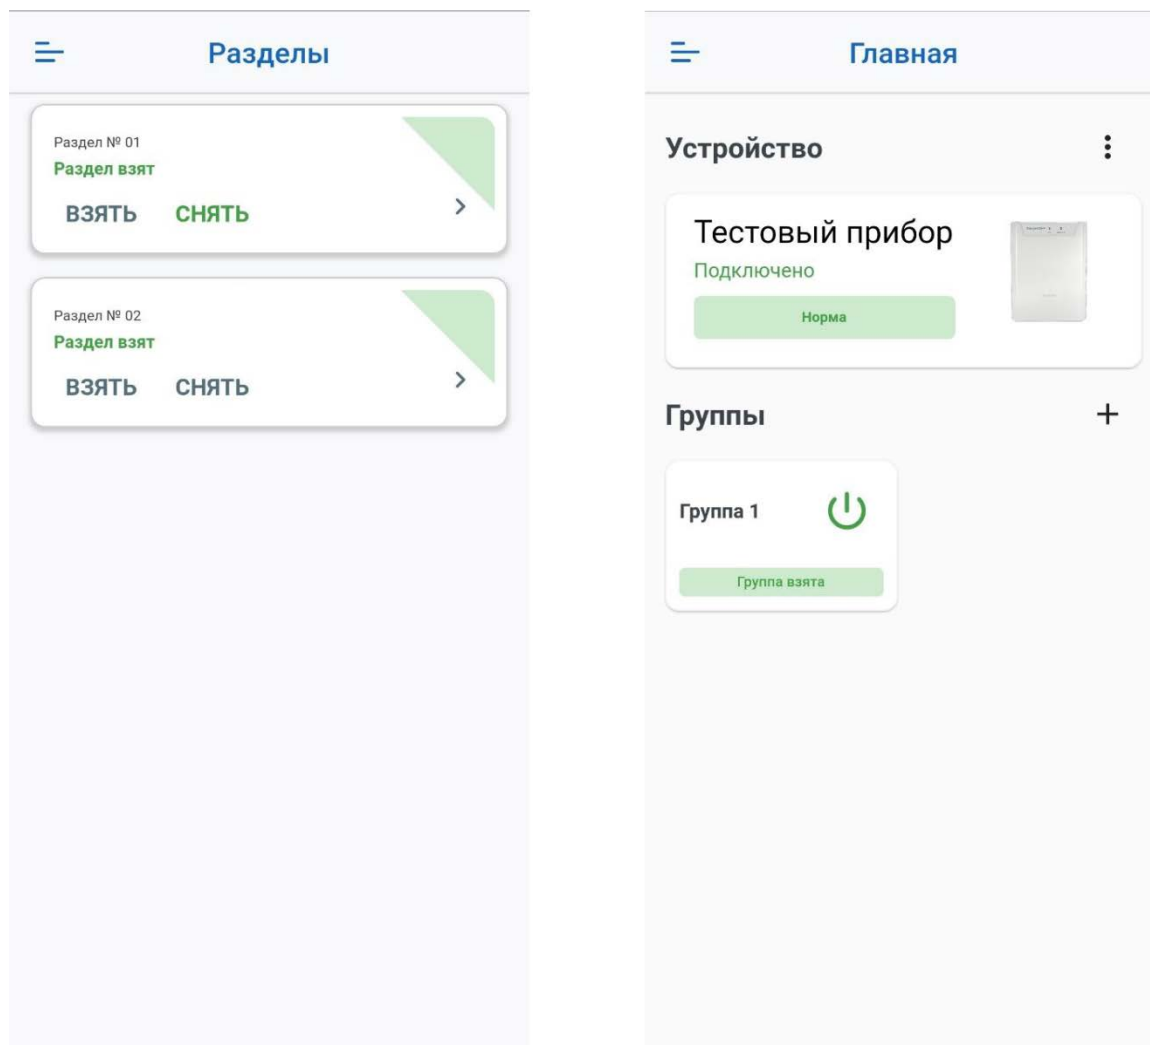 Разделы
Раздел № 01
Раздел взят
ВЗЯТЬ СНЯТЬ
Раздел № 02
Раздел взят
ВЗЯТЬ СНЯТЬ
Главная
Устройство
Тестовый прибор
Подключено
Норма
Группы
Группа 1
Группа взята